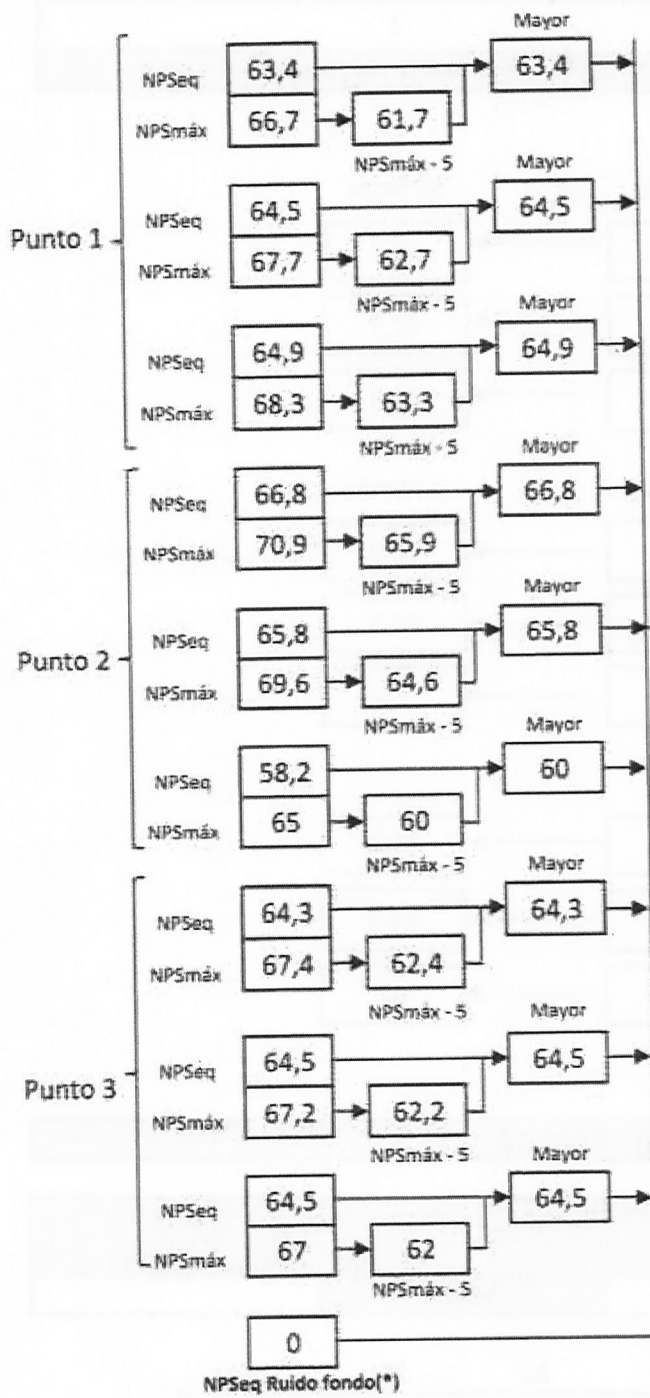 Mayor
NPSeq 63,4 63,4
NPSmáx 66,7 61,7
NPSmáx - 5
Mayor
NPSeq 64,5 64,5
Punto 1
NPSmáx 67,7 62,7
NPSmáx - 5
Mayor
NPSeq 64,9 64,9
NPSmáx 68,3 63,3
NPSmáx - 5
Mayor
NPSeq 66,8 66,8
NPSmáx 70,9 65,9
NPSmáx - 5
Mayor
NPSeq 65,8 65,8
Punto 2
NPSmáx 69,6 64,6
NPSmáx - 5
Mayor
NPSeq 58,2 60
NPSmáx 65 60
NPSmáx - 5
Mayor
NPSeq 64,3 64,3
NPSmáx 67,4 62,4
NPSmáx - 5
Mayor
NPSeq 64,5 64,5
Punto 3
NPSmáx 67,2 62,2
NPSmáx - 5
Mayor
NPSeq 64,5 64,5
NPSmáx 67 62
NPSmáx - 5
0
NPSeq Ruido fondo(*)